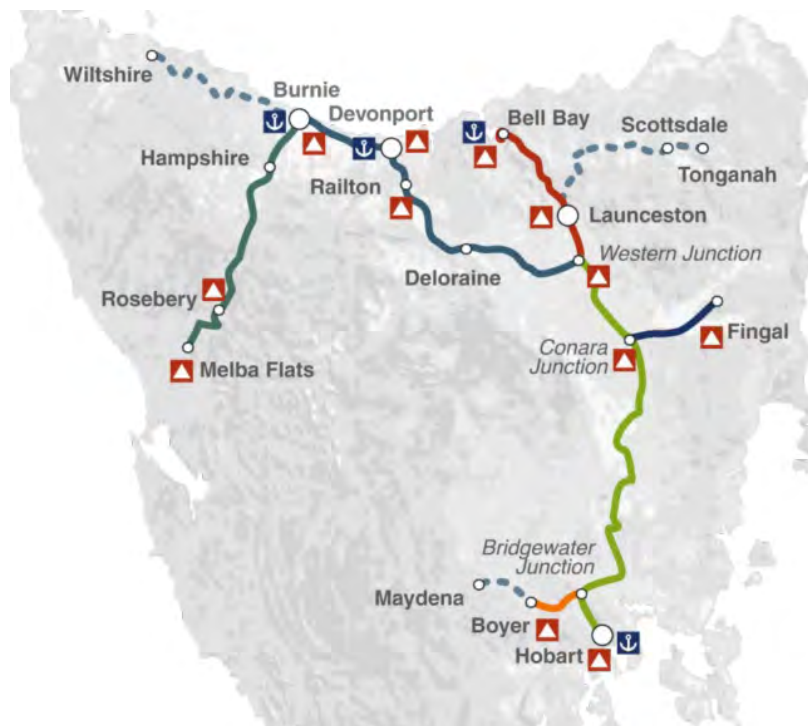 Wiltshire
Burnie
Devonport
Bell Bay
Scottsdale
Tonganah
Hampshire
Railton
Launceston
Western Junction
Deloraine
Rosebery
Fingal
Conara
Junction
Melba Flats
Bridgewater
Junction
Maydena
Boyer
Hobart